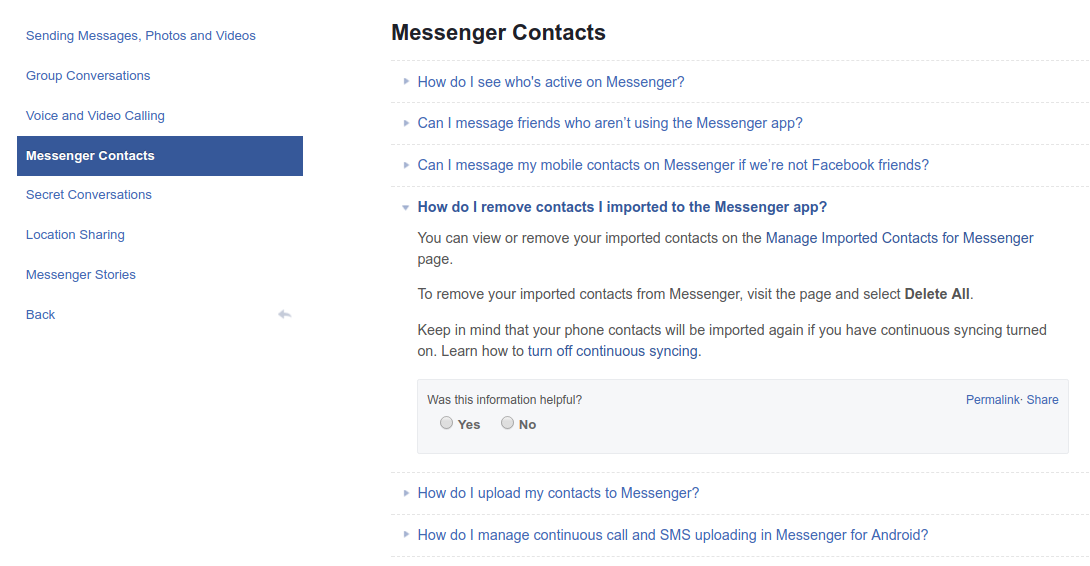 Sending Messages, Photos and Videos
Group Conversations
Voice and Video Calling
Messenger Contacts
Secret Conversations
Location Sharing
Messenger Stories
Back
Messenger Contacts
How do I see who's active on Messenger?
Can I message friends who aren’t using the Messenger app?
Can I message my mobile contacts on Messenger if we’re not Facebook friends?
How do I remove contacts I imported to the Messenger app?
You can view or remove your imported contacts on the Manage Imported Contacts for Messenger
page.
To remove your imported contacts from Messenger, visit the page and select Delete All.
Keep in mind that your phone contacts will be imported again if you have continuous syncing turned
on. Learn how to turn off continuous syncing.
Was this information helpful?
Permalink· Share
Yes No
How do I upload my contacts to Messenger?
How do I manage continuous call and SMS uploading in Messenger for Android?